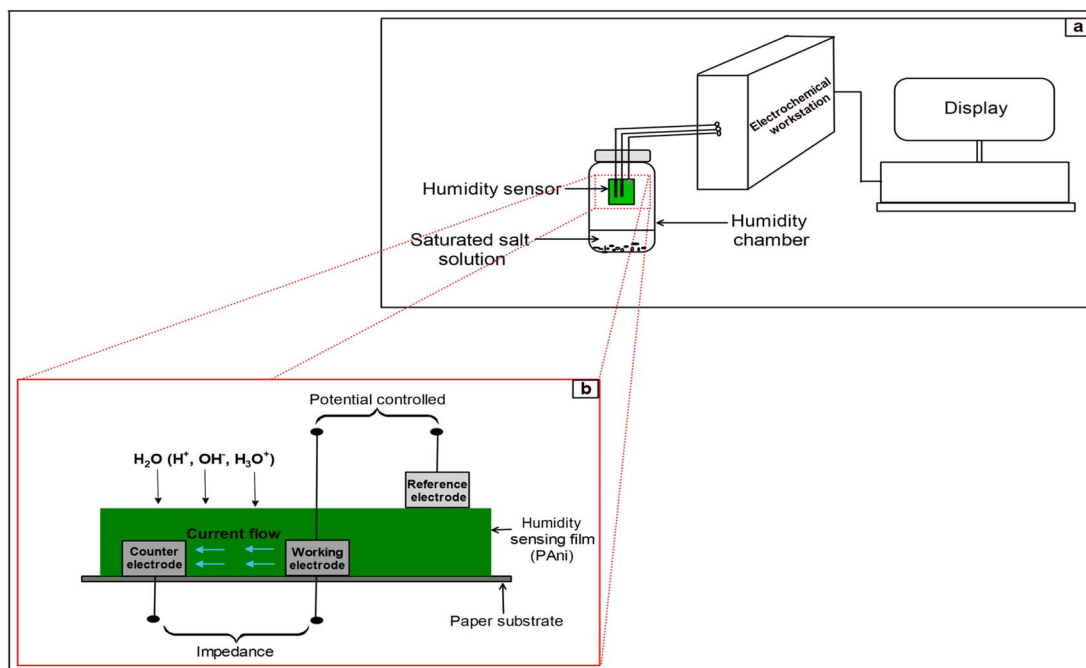 a
Electrochemical
workstation
Display
Humidity sensor
Humidity
chamber
Saturated salt
solution
b
Potential controlled
H₂O (H⁺, OH⁻, H₃O⁺)
Reference
electrode
Current flow
Humidity
sensing film
(PAni)
Counter
electrode
Working
electrode
Paper substrate
Impedance